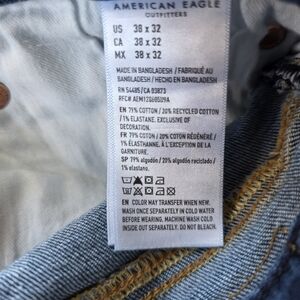 AMERICAN EAGLE
OUTFITTERS
US 38 x 32
CA 38 x 32
MX 38 x 32
MADE IN BANGLADESH / FABRIQUÉ AU
BANGLADESH / HECHO EN BANGLADESH
RN 54485/CA 03873
EN 79% COTTON / 20% RECYCLED COTTON
/ 1% ELASTANE. EXCLUSIVE OF
DECORATION.
FR 79% COTON / 20% COTON RÉGÉNÉRÉ/
1% ÉLASTHANNE. À L'EXCEPTION DE LA
GARNITURE.
SP 79% algodón / 20% algodón reciclado/
1% elastano.
EN COLOR MAY TRANSFER WHEN NEW.
WASH ONCE SEPARATELY IN COLD WATER
BEFORE WEARING. MACHINE WASH COLD
INSIDE OUT SEPARATELY. DO NOT BLEACH.